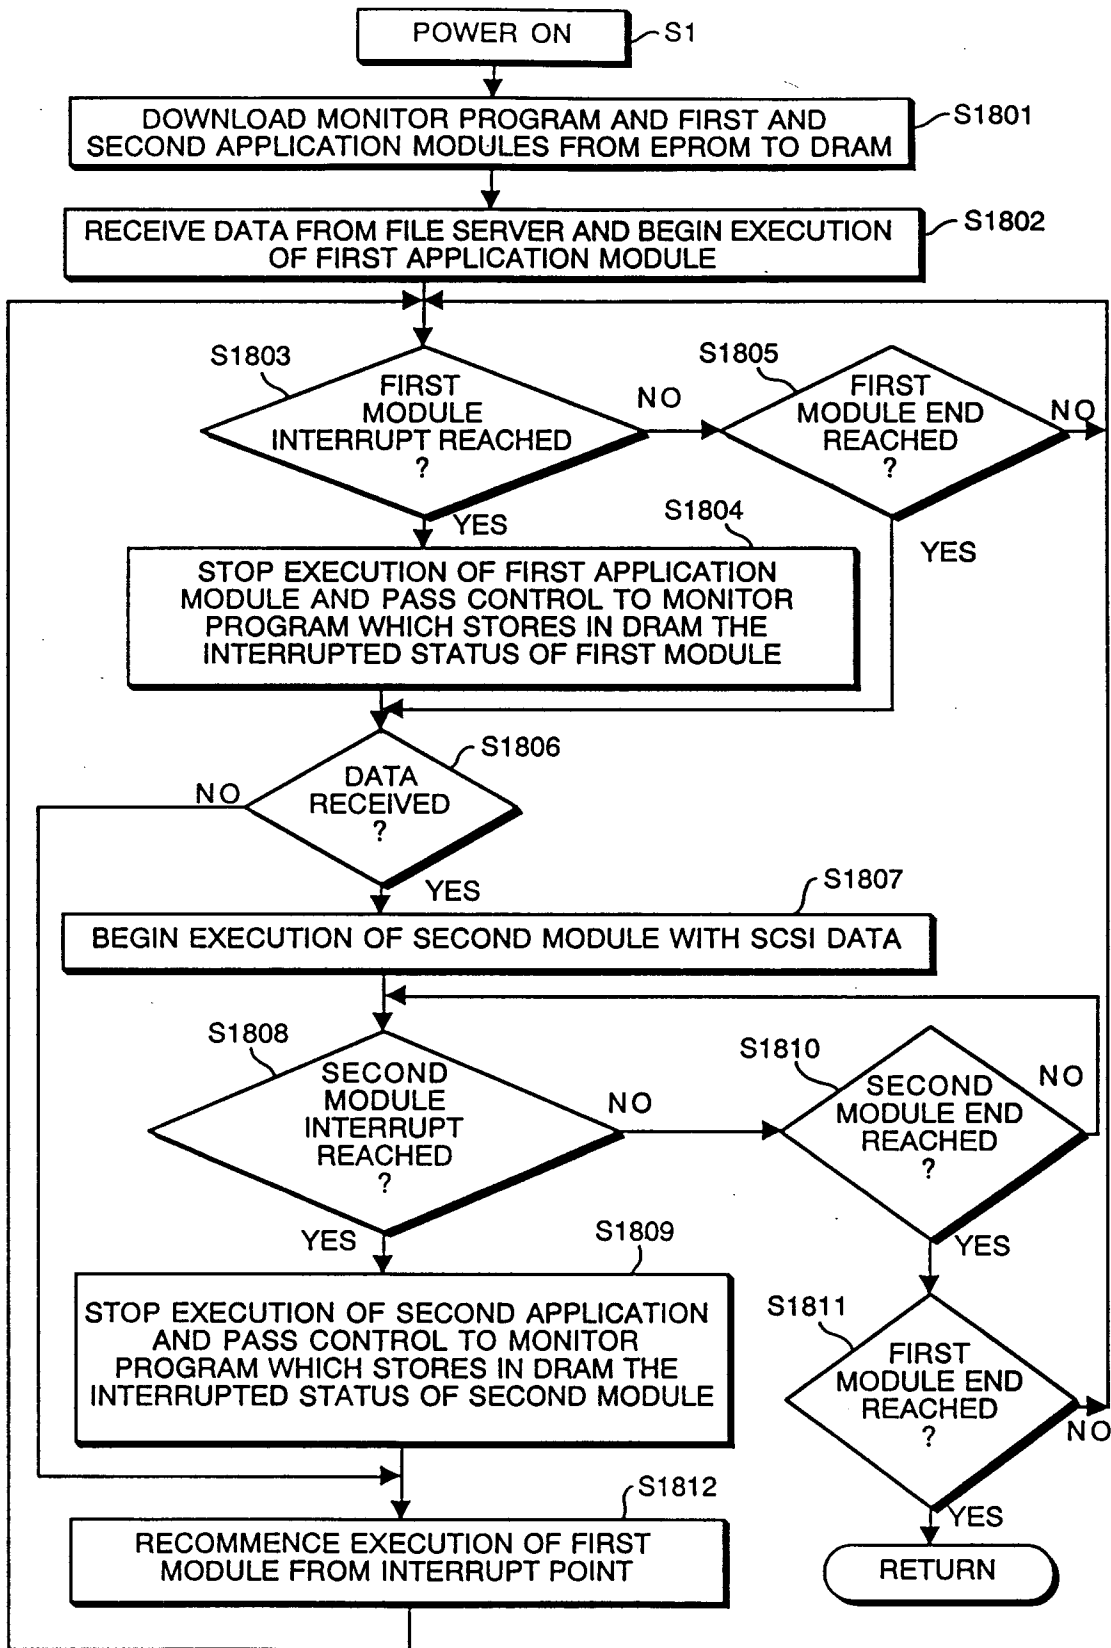 POWER ON
S1
DOWNLOAD MONITOR PROGRAM AND FIRST AND
SECOND APPLICATION MODULES FROM EPROM TO DRAM
S1801
RECEIVE DATA FROM FILE SERVER AND BEGIN EXECUTION
OF FIRST APPLICATION MODULE
S1802
S1803
FIRST
MODULE
INTERRUPT REACHED
?
NO
YES
S1805
FIRST
MODULE END
REACHED
?
NO
YES
S1804
STOP EXECUTION OF FIRST APPLICATION
MODULE AND PASS CONTROL TO MONITOR
PROGRAM WHICH STORES IN DRAM THE
INTERRUPTED STATUS OF FIRST MODULE
S1806
DATA
RECEIVED
?
NO
YES
S1807
BEGIN EXECUTION OF SECOND MODULE WITH SCSI DATA
S1808
SECOND
MODULE
INTERRUPT
REACHED
?
NO
YES
S1810
SECOND
MODULE END
REACHED
?
NO
YES
S1809
STOP EXECUTION OF SECOND APPLICATION
AND PASS CONTROL TO MONITOR
PROGRAM WHICH STORES IN DRAM THE
INTERRUPTED STATUS OF SECOND MODULE
S1811
FIRST
MODULE END
REACHED
?
NO
YES
S1812
RECOMMENCE EXECUTION OF FIRST
MODULE FROM INTERRUPT POINT
RETURN